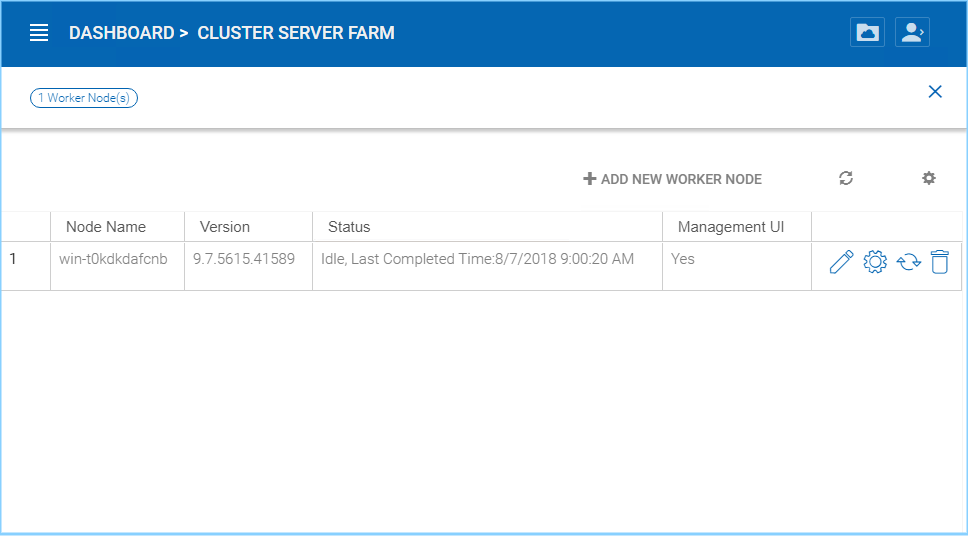 DASHBOARD > CLUSTER SERVER FARM
1 Worker Node(s)
ADD NEW WORKER NODE
Node Name Version Status Management UI
1 win-t0kdkdafcnb 9.7.5615.41589 Idle, Last Completed Time:8/7/2018 9:00:20 AM Yes